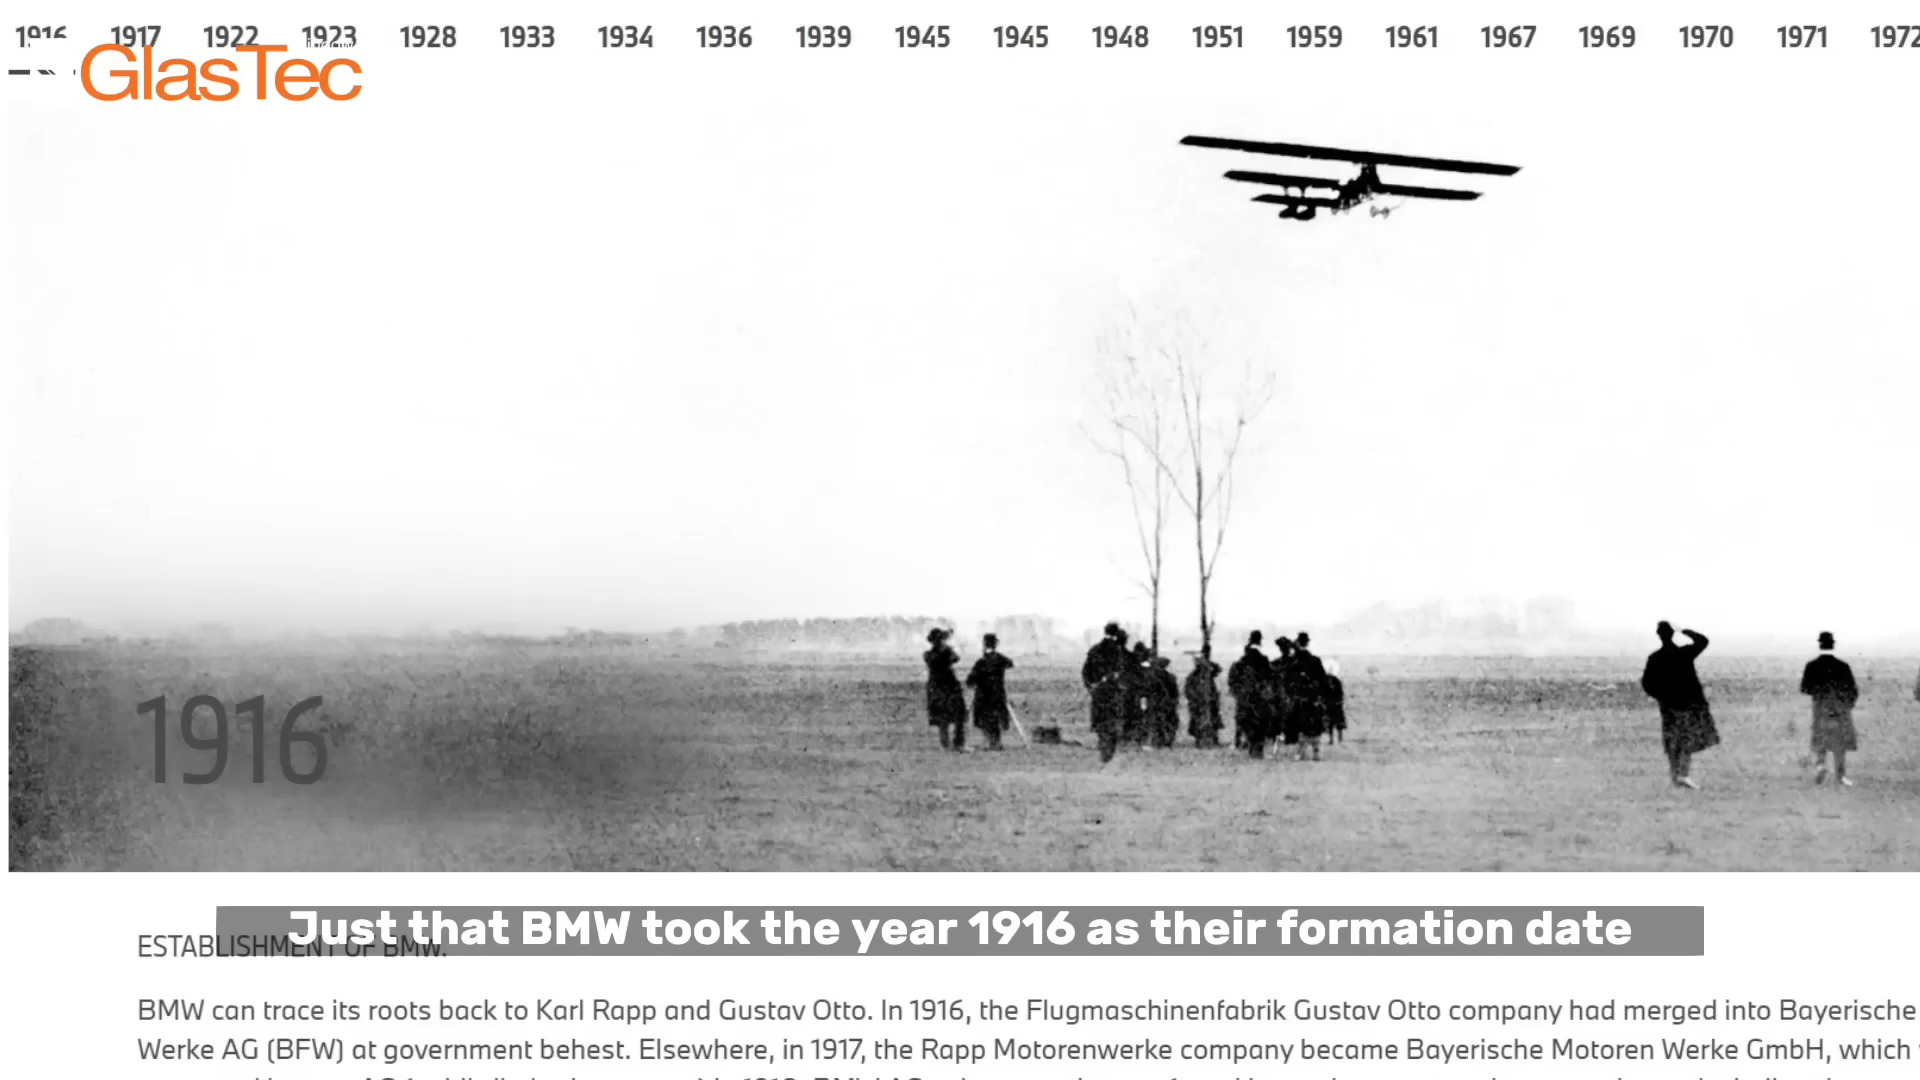 1916 1917 1922 1923 1928 1933 1934 1936 1939 1945 1945 1948 1951 1959 1961 1967 1969 1970 1971 1972
GlasTec
1916
Just that BMW took the year 1916 as their formation date
ESTABLISHMENT OF BMW.
BMW can trace its roots back to Karl Rapp and Gustav Otto. In 1916, the Flugmaschinenfabrik Gustav Otto company had merged into Bayerische
Werke AG (BFW) at government behest. Elsewhere, in 1917, the Rapp Motorenwerke company became Bayerische Motoren Werke GmbH, which